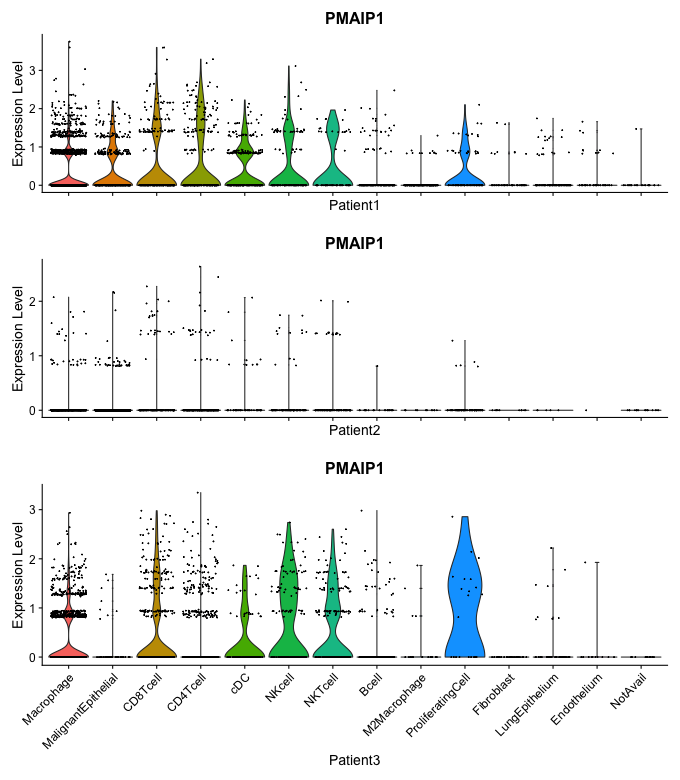 PMAIP1
Expression Level
3
2
1
0
Patient1
PMAIP1
Expression Level
2
1
0
Patient2
PMAIP1
Expression Level
3
2
1
0
Macrophage
MalignantEpithelial
CD8Tcell
CD4Tcell
cDC
NKcell
NKTcell
Bcell
M2Macrophage
ProliferatingCell
Fibroblast
LungEpithelium
Endothelium
NotAvail
Patient3